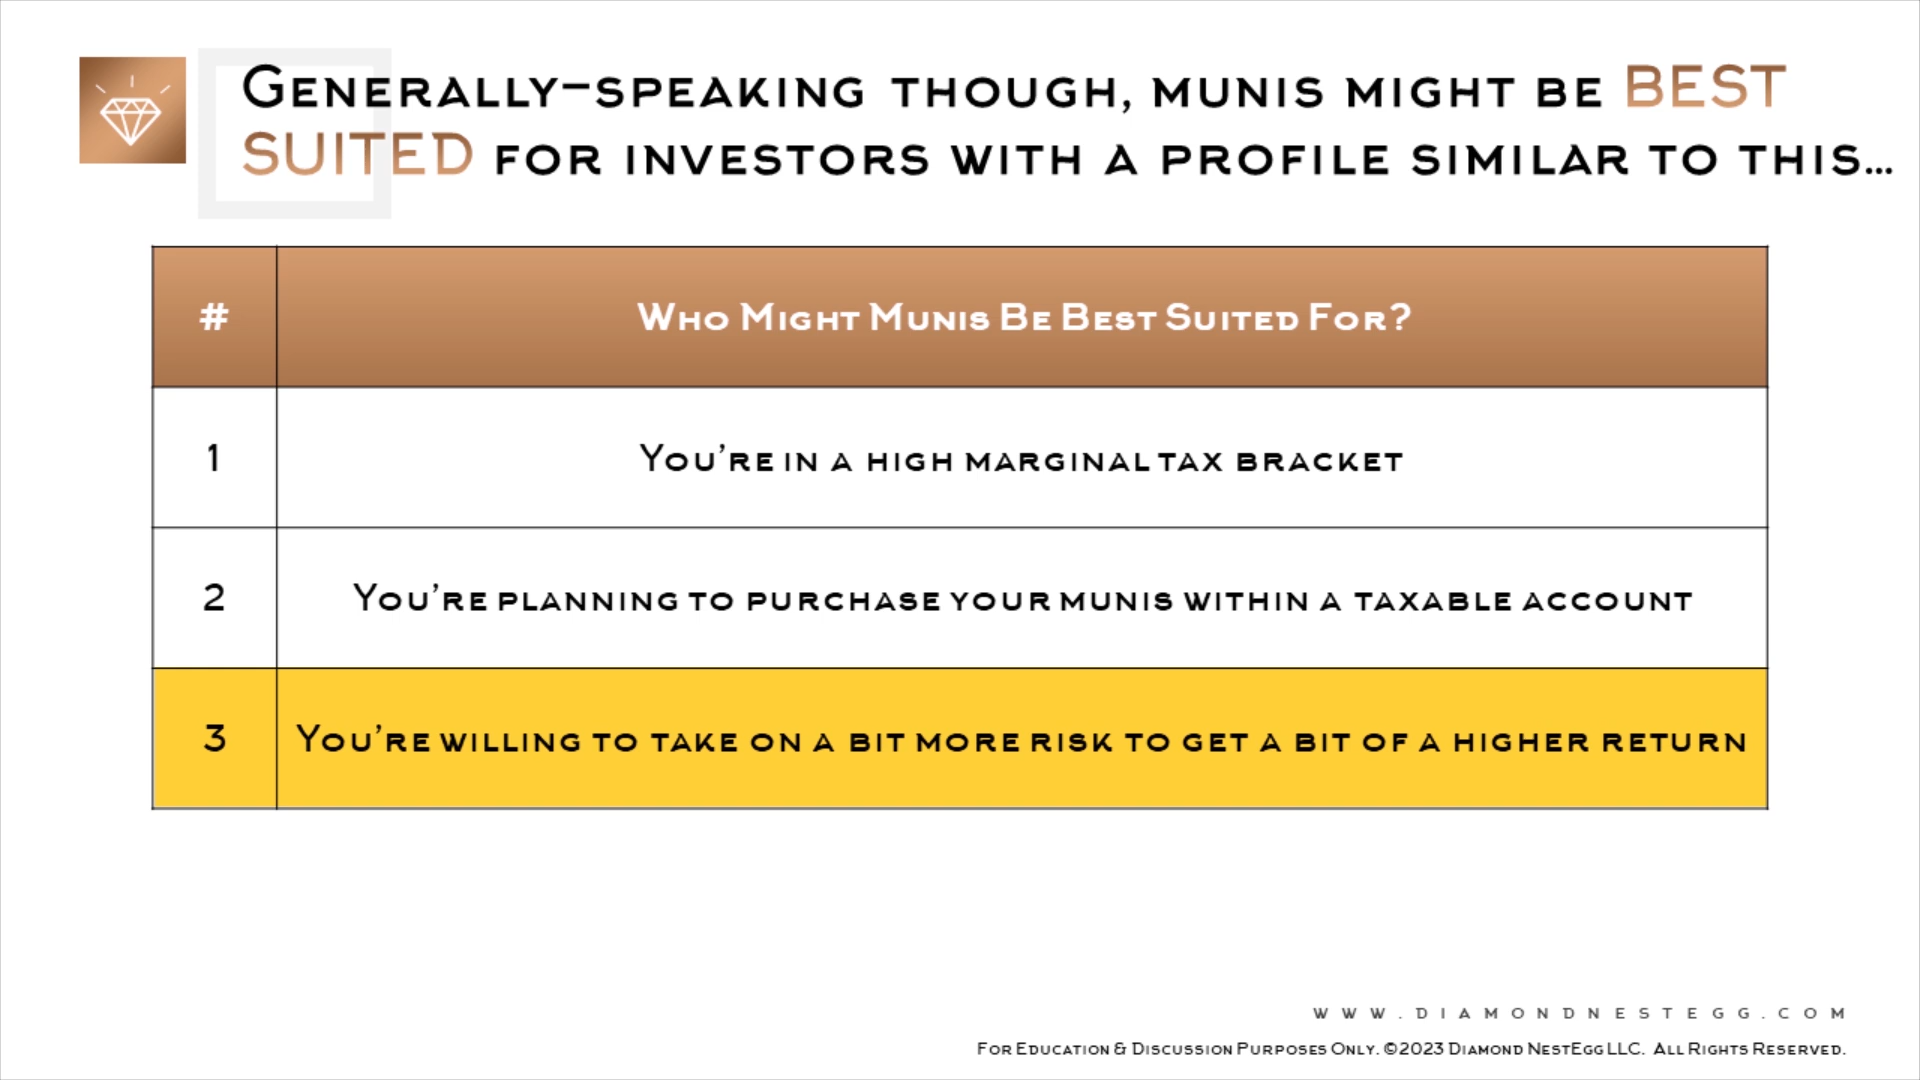 Generally-speaking though, munis might be BEST
SUITED for investors with a profile similar to this...
# Who Might Munis Be Best Suited For?
1 You're in a high marginal tax bracket
2 You're planning to purchase your munis within a taxable account
3 You're willing to take on a bit more risk to get a bit of a higher return
www.diamondnestegg.com
For Education & Discussion Purposes Only. ©2023 Diamond NestEgg LLC. All Rights Reserved.